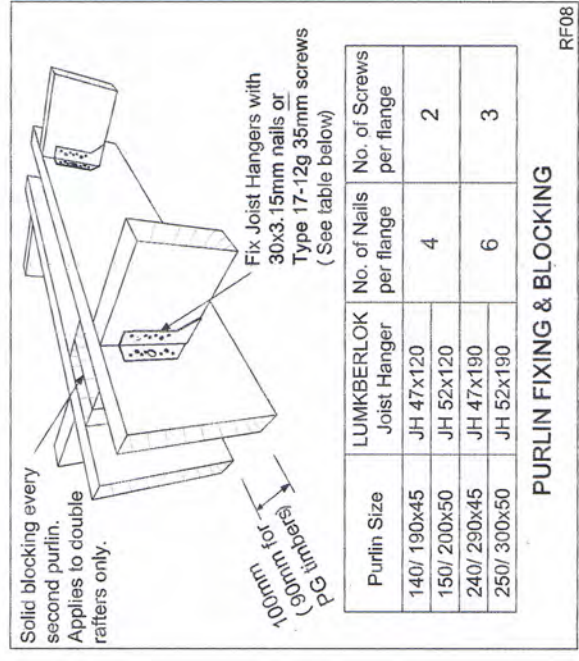 Solid blocking every
second purlin.
Applies to double
rafters only.
100mm
( 90mm for
PG timbers)
Fix Joist Hangers with
30x3.15mm nails or
Type 17-12g 35mm screws
( See table below)
Purlin Size LUMKBERLOK Joist Hanger No. of Nails per flange No. of Screws per flange
140/ 190x45 JH 47x120 4 2
150/ 200x50 JH 52x120
240/ 290x45 JH 47x190 6 3
250/ 300x50 JH 52x190
PURLIN FIXING & BLOCKING
RF08